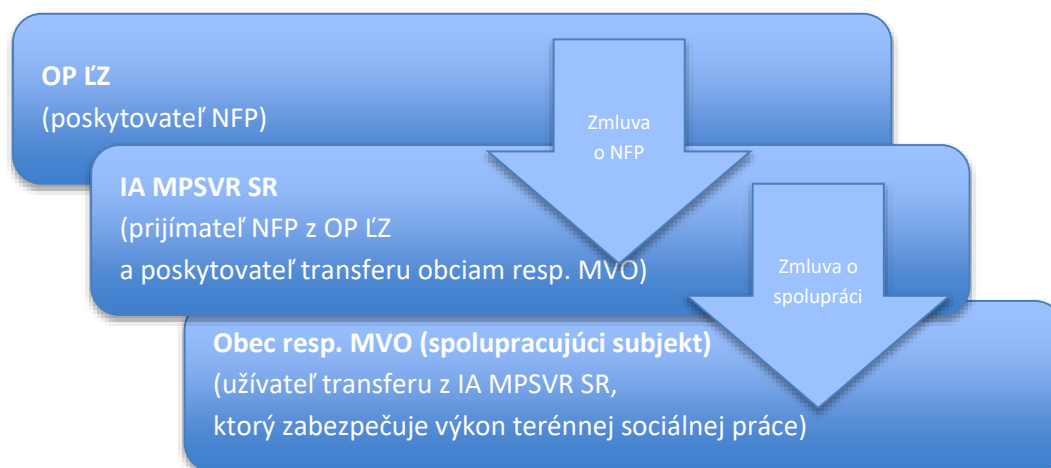 OP ĽZ
(poskytovateľ NFP)
Zmluva
o NFP
IA MPSVR SR
(prijímateľ NFP z OP ĽZ
a poskytovateľ transferu obciam resp. MVO)
Zmluva o
spolupráci
Obec resp. MVO (spolupracujúci subjekt)
(užívateľ transferu z IA MPSVR SR,
ktorý zabezpečuje výkon terénnej sociálnej práce)